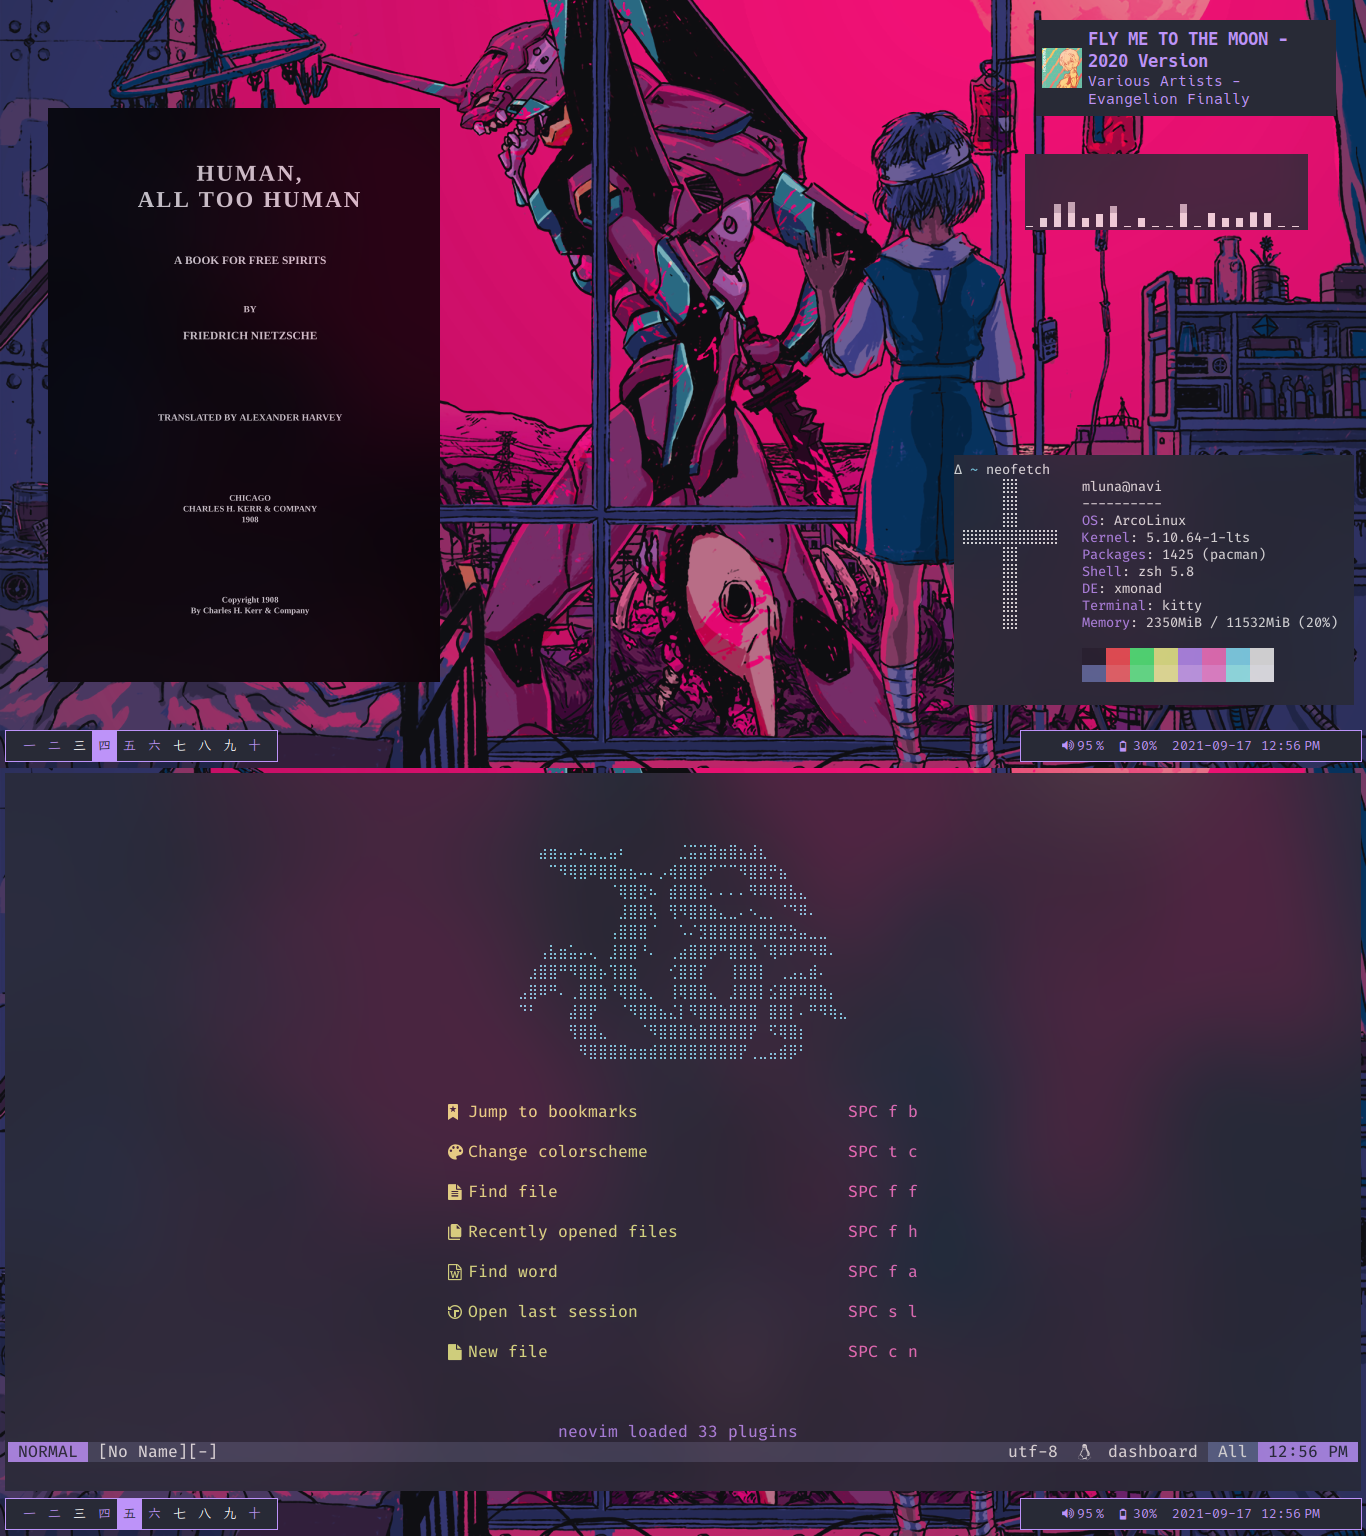 FLY ME TO THE MOON -
2020 Version
Various Artists -
Evangelion Finally
HUMAN,
ALL TOO HUMAN
A BOOK FOR FREE SPIRITS
BY
FRIEDRICH NIETZSCHE
TRANSLATED BY ALEXANDER HARVEY
CHICAGO
CHARLES H. KERR & COMPANY
1908
Copyright 1908
By Charles H. Kerr & Company
Δ ~ neofetch
mluna@navi
----------
OS: ArcoLinux
Kernel: 5.10.64-1-lts
Packages: 1425 (pacman)
Shell: zsh 5.8
DE: xmonad
Terminal: kitty
Memory: 2350MiB / 11532MiB (20%)
一 二 三 四 五 六 七 八 九 十
95% 30% 2021-09-17 12:56 PM
Jump to bookmarks SPC f b
Change colorscheme SPC t c
Find file SPC f f
Recently opened files SPC f h
Find word SPC f a
Open last session SPC s l
New file SPC c n
neovim loaded 33 plugins
NORMAL [No Name][-] utf-8 dashboard All 12:56 PM
一 二 三 四 五 六 七 八 九 十
95% 30% 2021-09-17 12:56 PM